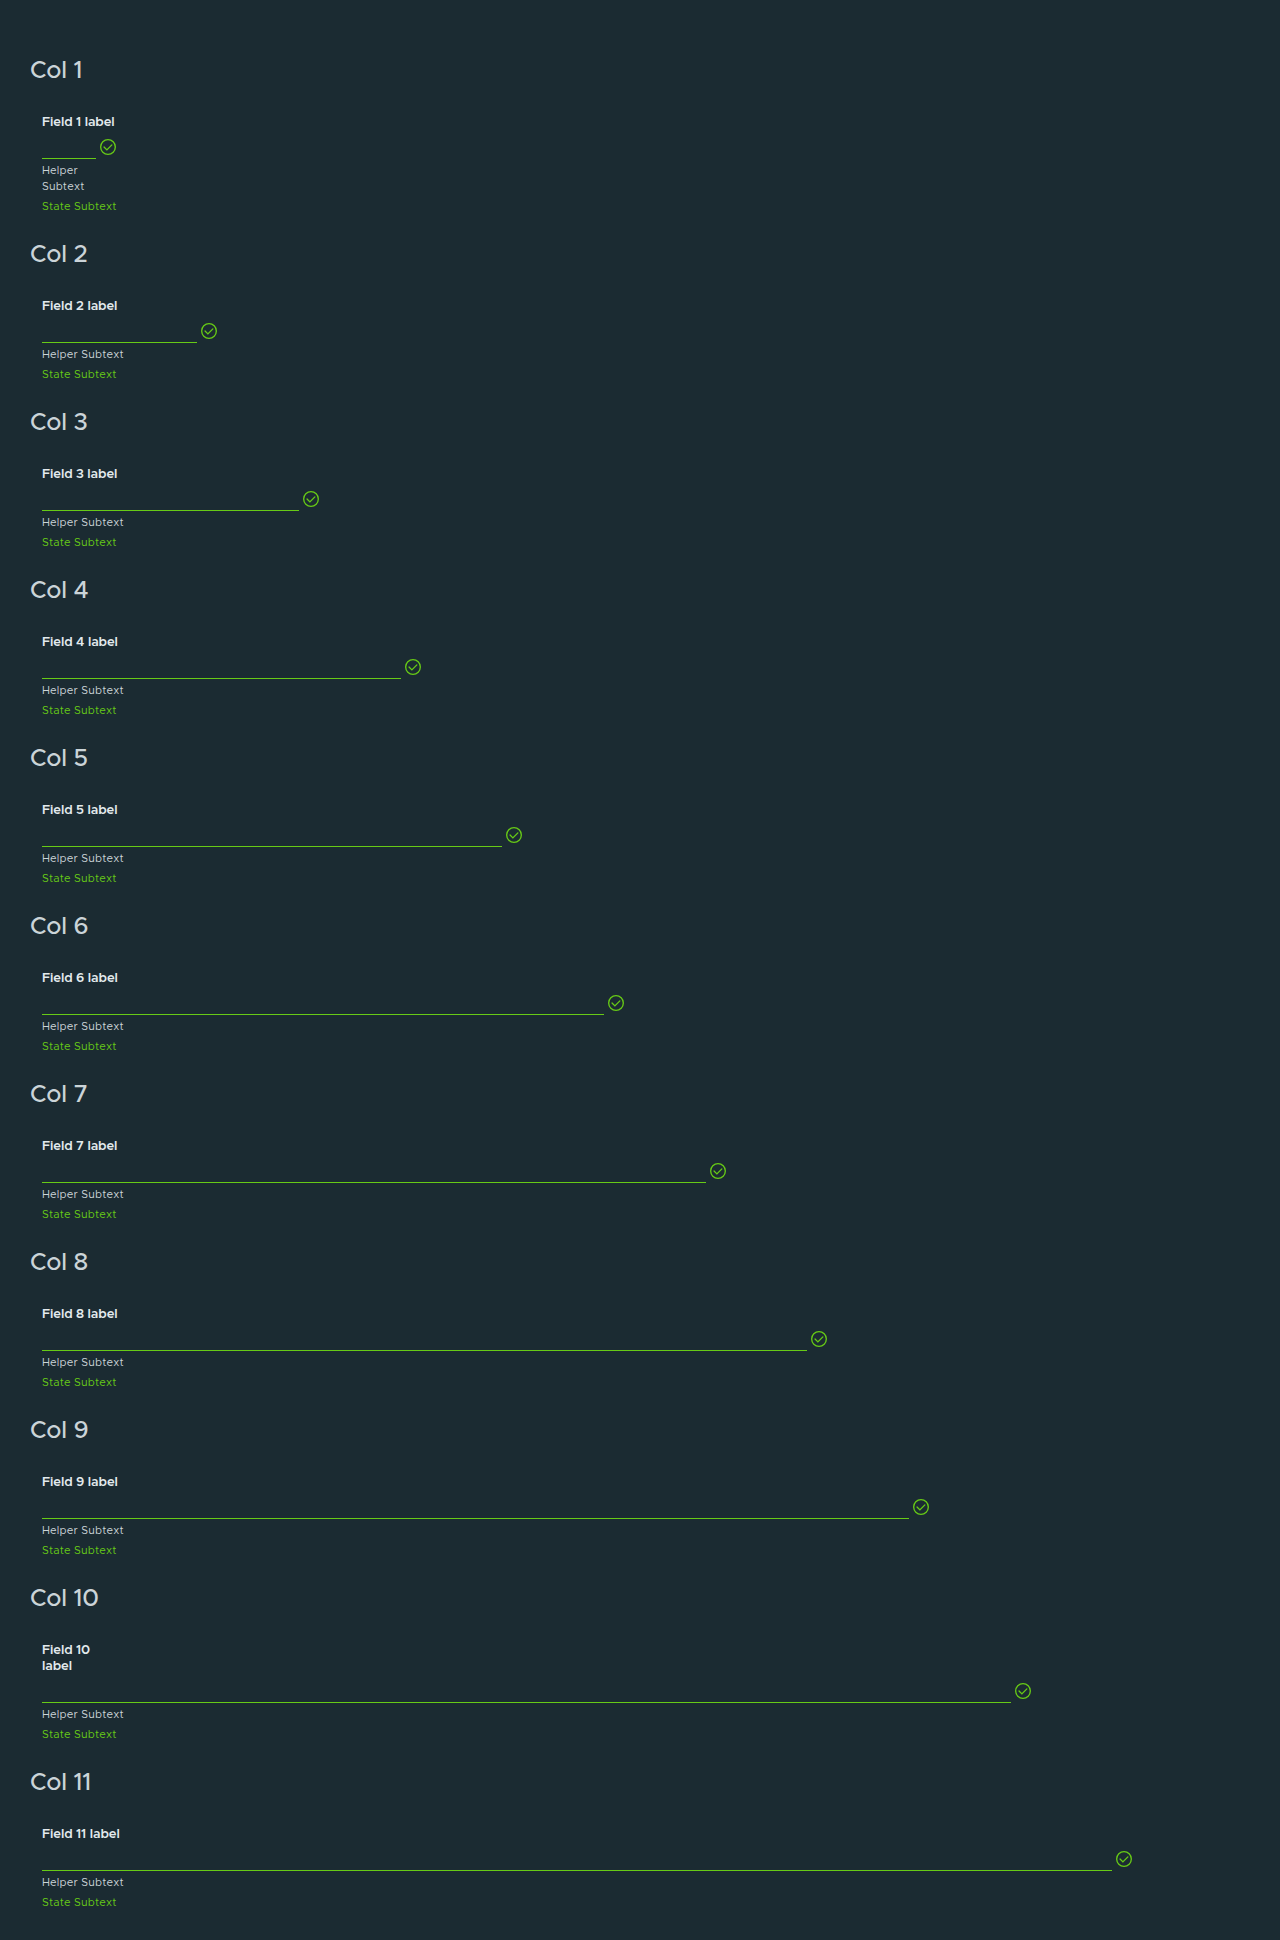 Col 1
Field 1 label
Helper
Subtext
State Subtext
Col 2
Field 2 label
Helper Subtext
State Subtext
Col 3
Field 3 label
Helper Subtext
State Subtext
Col 4
Field 4 label
Helper Subtext
State Subtext
Col 5
Field 5 label
Helper Subtext
State Subtext
Col 6
Field 6 label
Helper Subtext
State Subtext
Col 7
Field 7 label
Helper Subtext
State Subtext
Col 8
Field 8 label
Helper Subtext
State Subtext
Col 9
Field 9 label
Helper Subtext
State Subtext
Col 10
Field 10
label
Helper Subtext
State Subtext
Col 11
Field 11 label
Helper Subtext
State Subtext